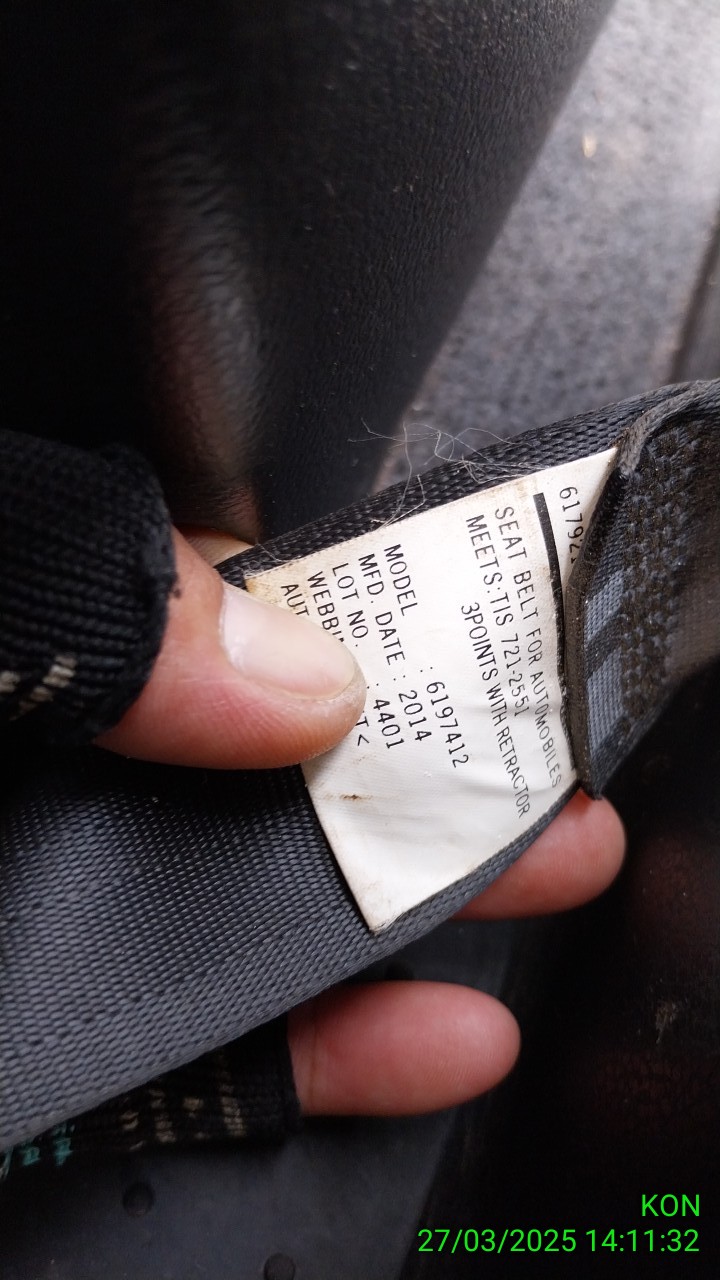 SEAT BELT FOR AUTOMOBILES
MEETS:TIS 721-2551
3POINTS WITH RETRACTOR
MODEL : 6197412
MFD. DATE : 2014
LOT NO. : 4401
KON
27/03/2025 14:11:32